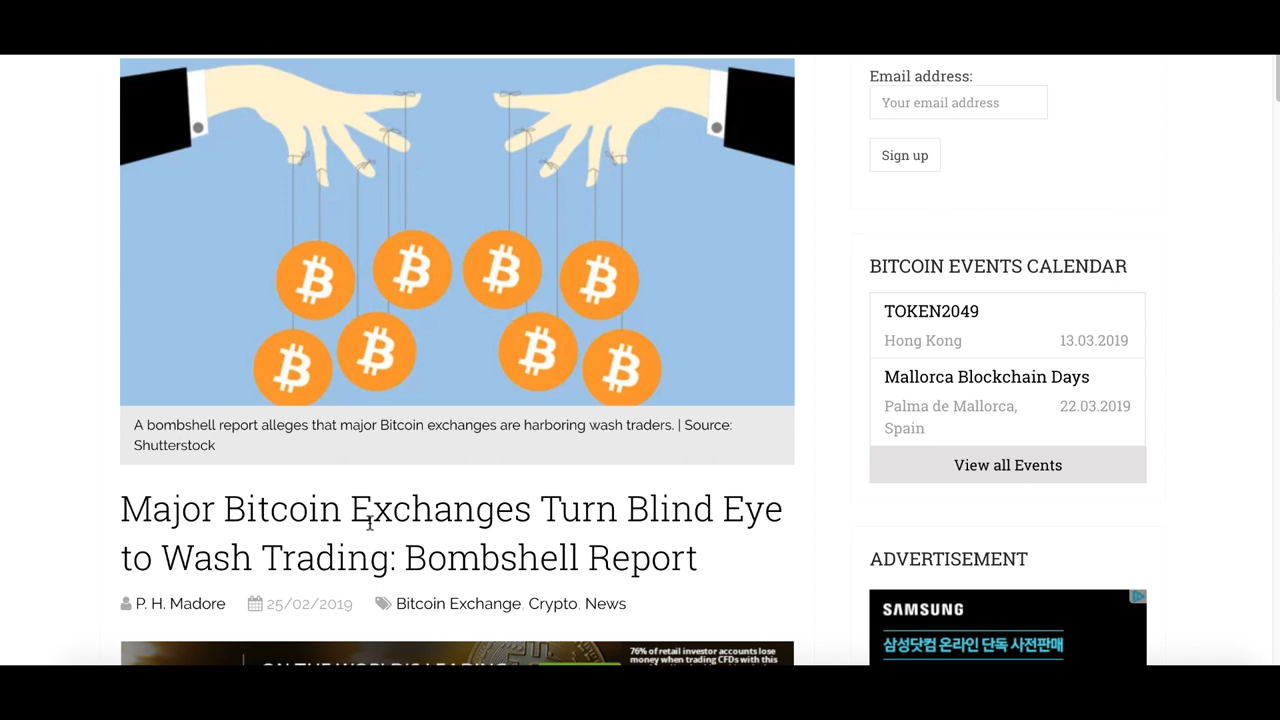 A bombshell report alleges that major Bitcoin exchanges are harboring wash traders. | Source:
Shutterstock
Major Bitcoin Exchanges Turn Blind Eye
to Wash Trading: Bombshell Report
P. H. Madore 25/02/2019 Bitcoin Exchange, Crypto, News
76% of retail investor accounts lose
money when trading CFDs with this
Email address:
Your email address
Sign up
BITCOIN EVENTS CALENDAR
TOKEN2049
Hong Kong 13.03.2019
Mallorca Blockchain Days
Palma de Mallorca, 22.03.2019
Spain
View all Events
ADVERTISEMENT
SAMSUNG
삼성닷컴 온라인 단독 사전판매